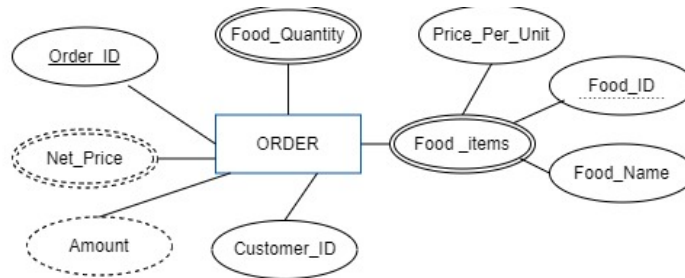 Food_Quantity
Price_Per_Unit
Order_ID
Food_ID
ORDER
Food _items
Net_Price
Food_Name
Amount
Customer_ID